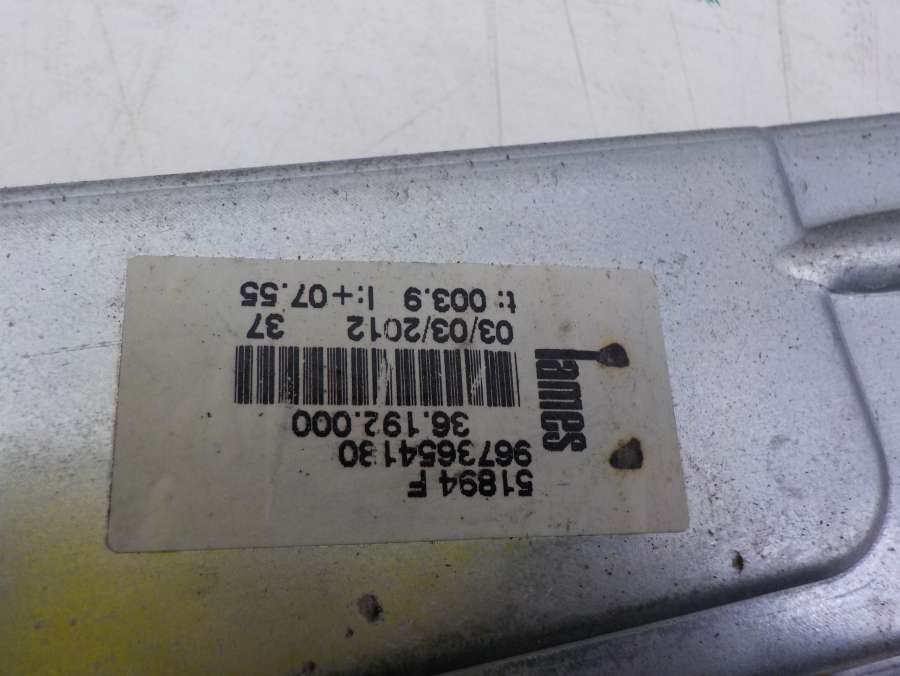 lames
51894 F
9673654130
36.192.000
03/03/2012 37
t: 003.9 l:+07.55